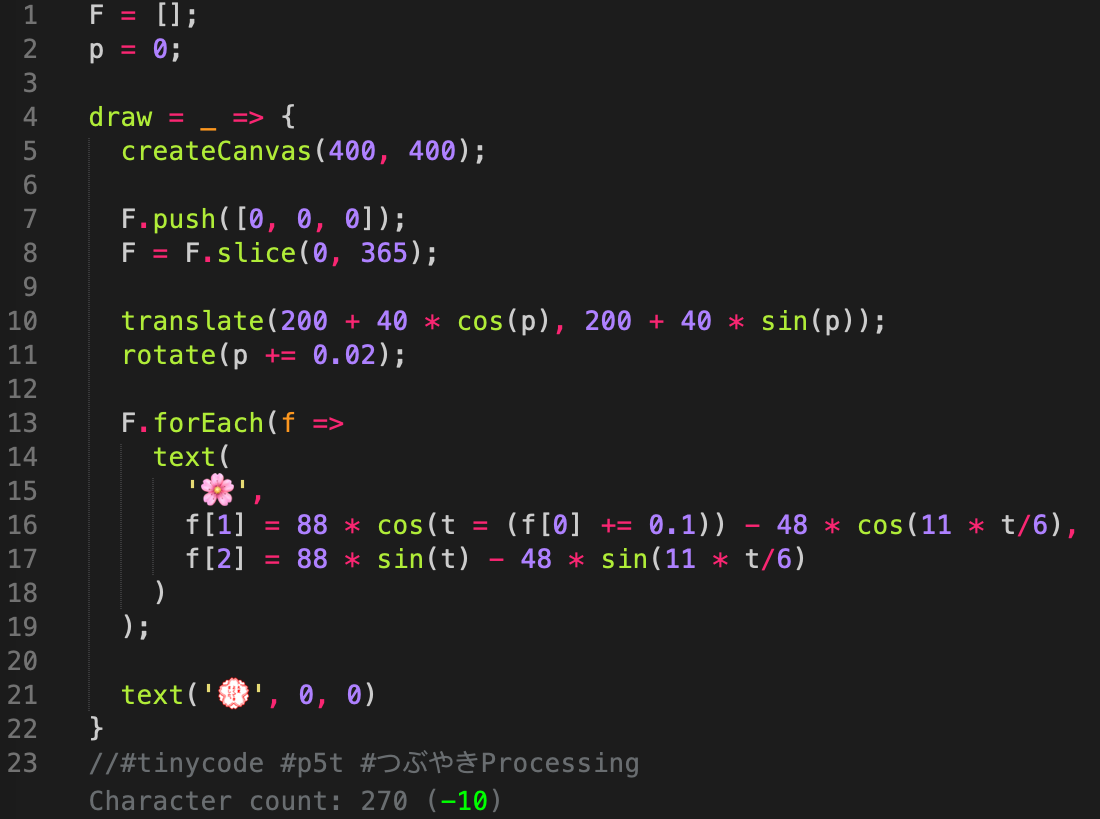 1 F = [];
2 p = 0;
3
4 draw = _ => {
5 createCanvas(400, 400);
6
7 F.push([0, 0, 0]);
8 F = F.slice(0, 365);
9
10 translate(200 + 40 * cos(p), 200 + 40 * sin(p));
11 rotate(p += 0.02);
12
13 F.forEach(f =>
14 text(
15 '🌸',
16 f[1] = 88 * cos(t = (f[0] += 0.1)) - 48 * cos(11 * t/6),
17 f[2] = 88 * sin(t) - 48 * sin(11 * t/6)
18 )
19 );
20
21 text('💮', 0, 0)
22 }
23 //#tinycode #p5t #つぶやきProcessing
Character count: 270 (-10)